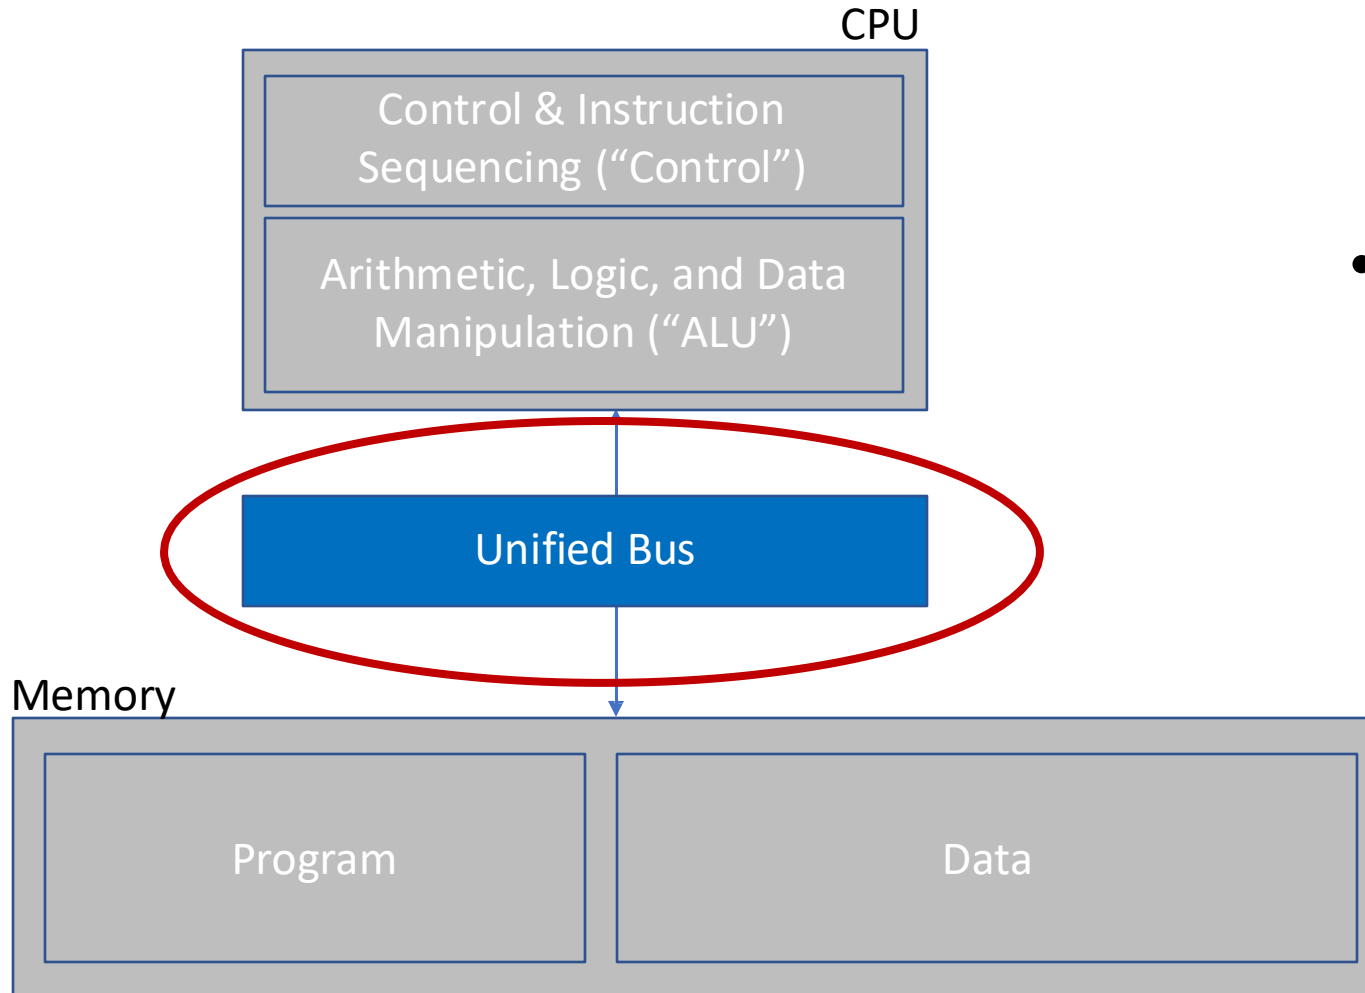 CPU
Control & Instruction
Sequencing (“Control”)
Arithmetic, Logic, and Data
Manipulation (“ALU”)
•
Unified Bus
Memory
Program
Data